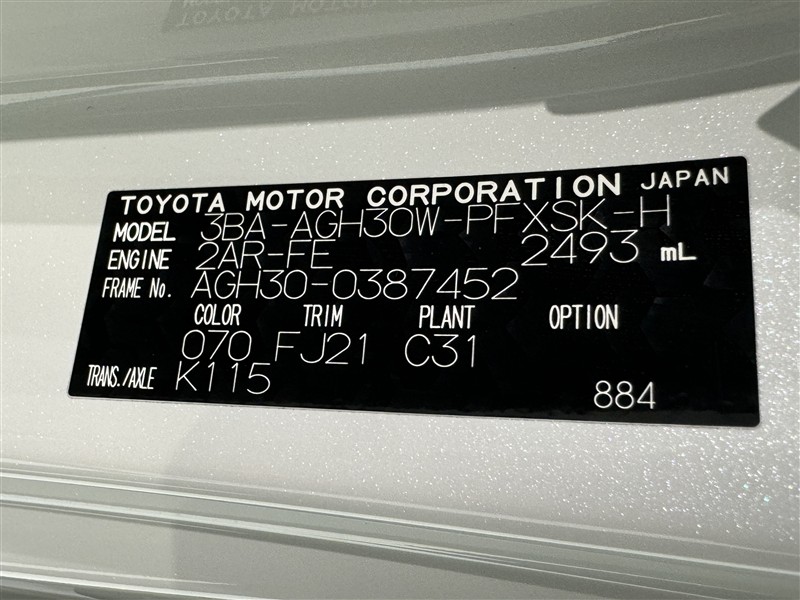 TOYOTA MOTOR CORPORATION JAPAN
MODEL 3BA-AGH30W-PFXSK-H
ENGINE 2AR-FE 2493 mL
FRAME No. AGH30-0387452
COLOR TRIM PLANT OPTION
070 FJ21 C31
TRANS./AXLE K115
884